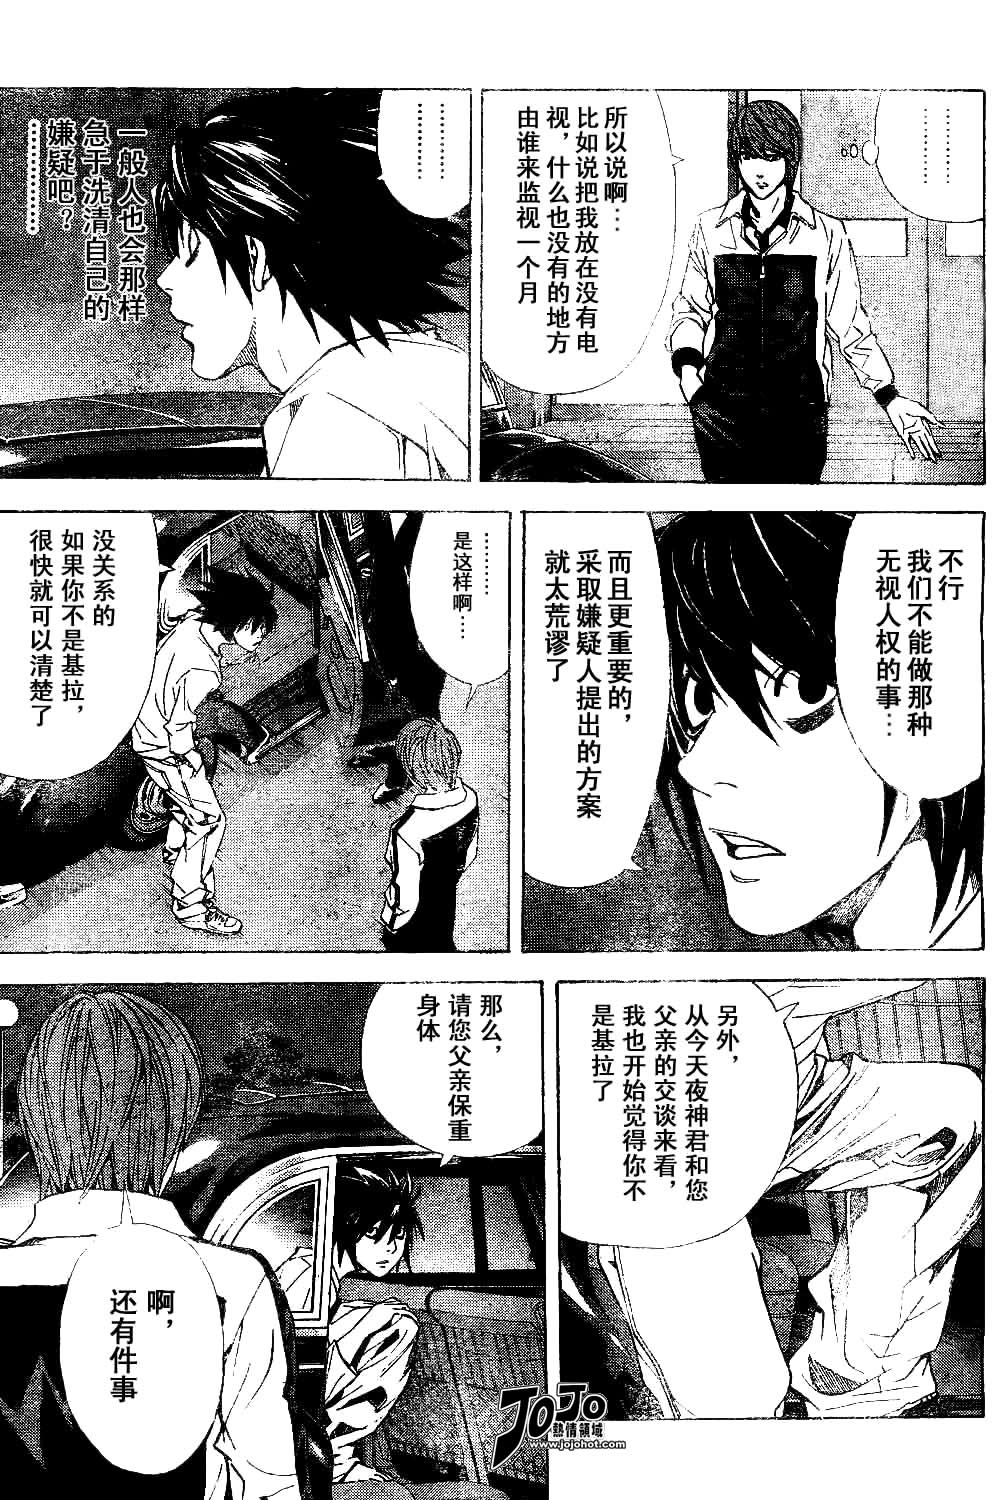 …………
所以说啊…
比如说把我放在没有电
视，什么也没有的地方
由谁来监视一个月
60
…………
…………
一般人也会那样
急于洗清自己的
嫌疑吧？
…………
不行
我们不能做那种
无视人权的事…
而且更重要的，
采取嫌疑人提出的方案
就太荒谬了
…………
是这样啊…
没关系的
如果你不是基拉，
很快就可以清楚了
另外，
从今天夜神君和您
父亲的交谈来看，
我也开始觉得你不
是基拉了
那么，
请您父亲保重
身体
啊，
还有件事
JOJO
熱情領域
www.jojohot.com